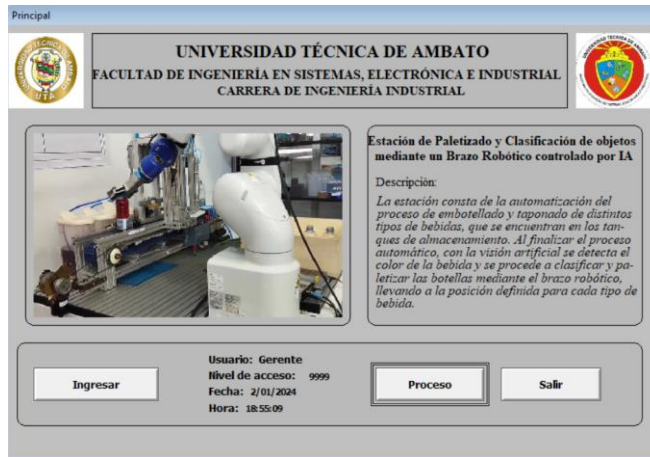 Principal
UNIVERSIDAD TÉCNICA DE AMBATO
FACULTAD DE INGENIERÍA EN SISTEMAS, ELECTRÓNICA E INDUSTRIAL
CARRERA DE INGENIERÍA INDUSTRIAL
Estación de Paletizado y Clasificación de objetos
mediante un Brazo Robótico controlado por IA
Descripción:
La estación consta de la automatización del
proceso de embotellado y taponado de distintos
tipos de bebidas, que se encuentran en los tan-
ques de almacenamiento. Al finalizar el proceso
automático, con la visión artificial se detecta el
color de la bebida y se procede a clasificar y pa-
letizar las botellas mediante el brazo robótico,
llevando a la posición definida para cada tipo de
bebida.
Ingresar
Usuario: Gerente
Nivel de acceso: 9999
Fecha: 2/01/2024
Hora: 18:55:09
Proceso
Salir